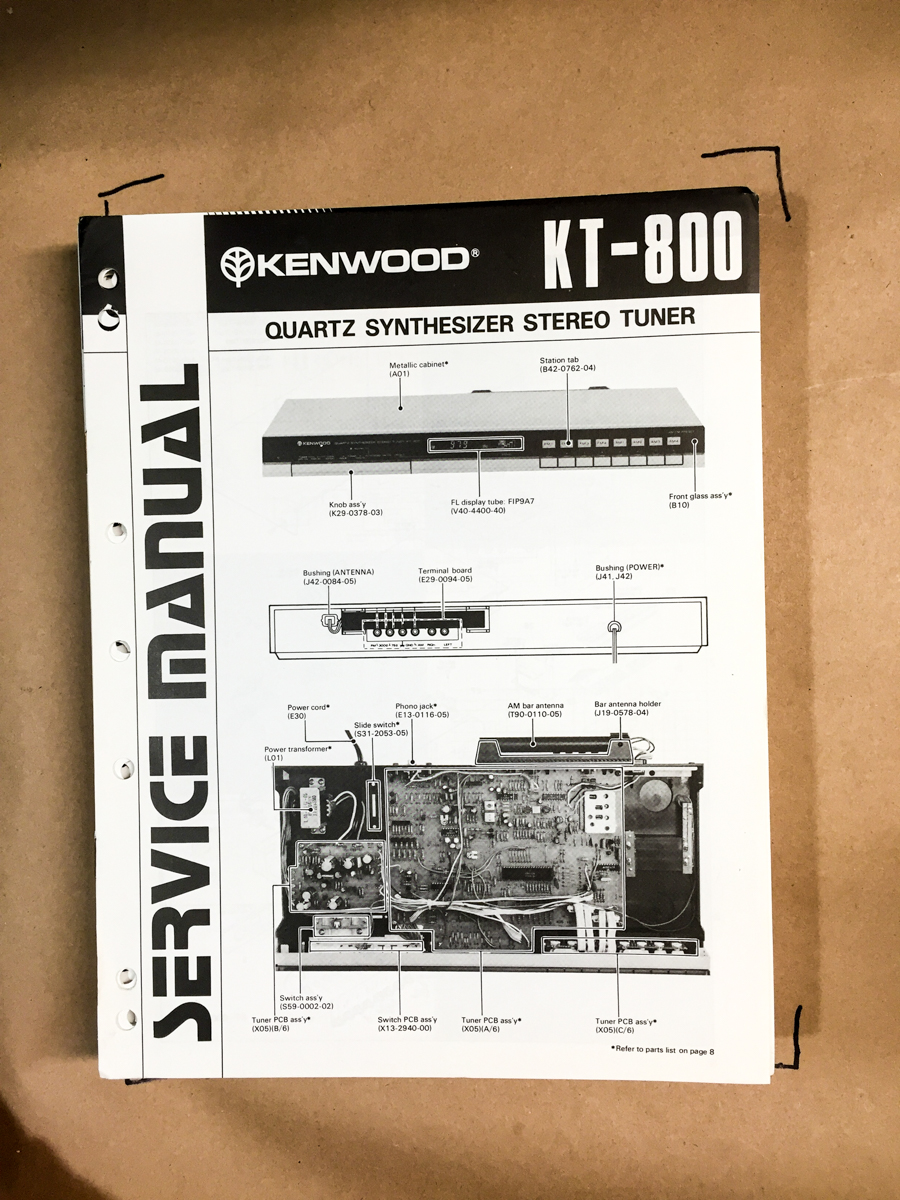 KENWOOD®
KT-800
QUARTZ SYNTHESIZER STEREO TUNER
SERVICE MANUAL
Metallic cabinet*
(A01)
Station tab
(B42-0762-04)
KENWOOD
97.9
Knob ass'y
(K29-0378-03)
FL display tube: FIP9A7
(V40-4400-40)
Front glass ass'y*
(B10)
Bushing (ANTENNA)
(J42-0084-05)
Terminal board
(E29-0094-05)
Bushing (POWER)*
(J41, J42)
Power cord*
(E30)
Phono jack*
(E13-0116-05)
AM bar antenna
(T90-0110-05)
Bar antenna holder
(J19-0578-04)
Slide switch*
(S31-2053-05)
Power transformer*
(L01)
Switch ass'y
(S59-0002-02)
Tuner PCB ass'y*
(X05)(B/6)
Switch PCB ass'y
(X13-2940-00)
Tuner PCB ass'y*
(X05)(A/6)
Tuner PCB ass'y*
(X05)(C/6)
*Refer to parts list on page 8